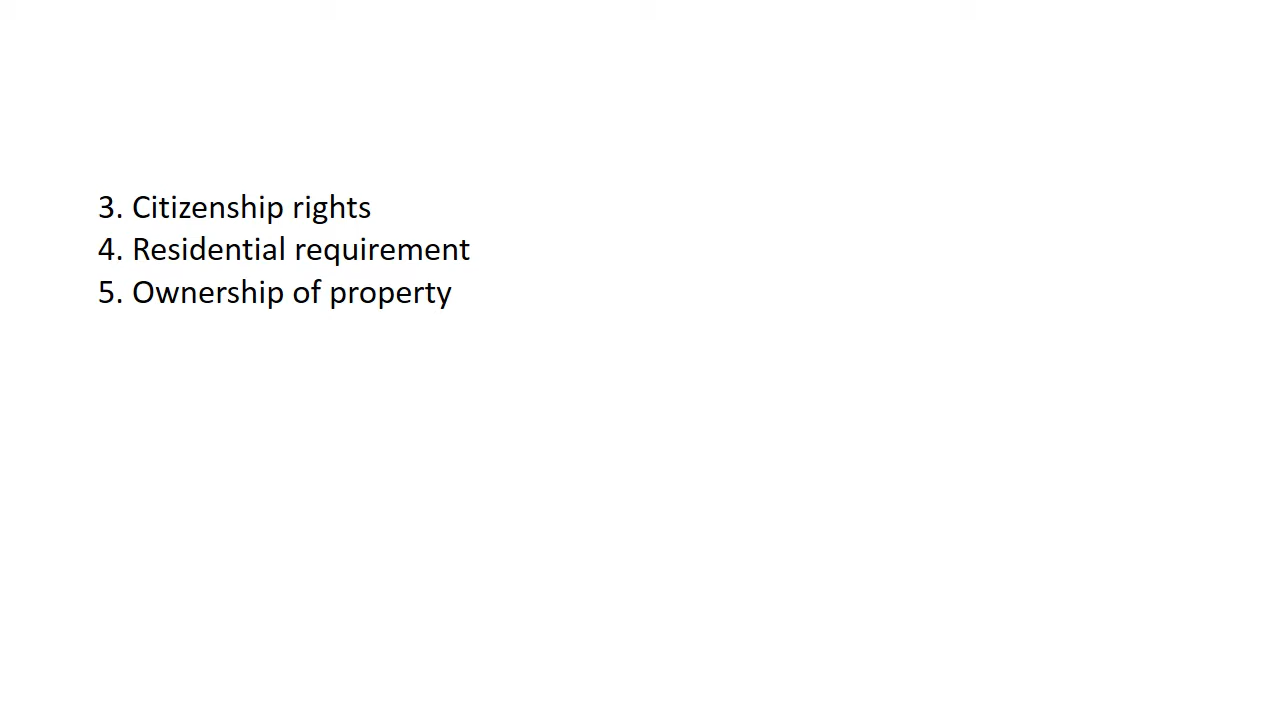 3. Citizenship rights
4. Residential requirement
5. Ownership of property